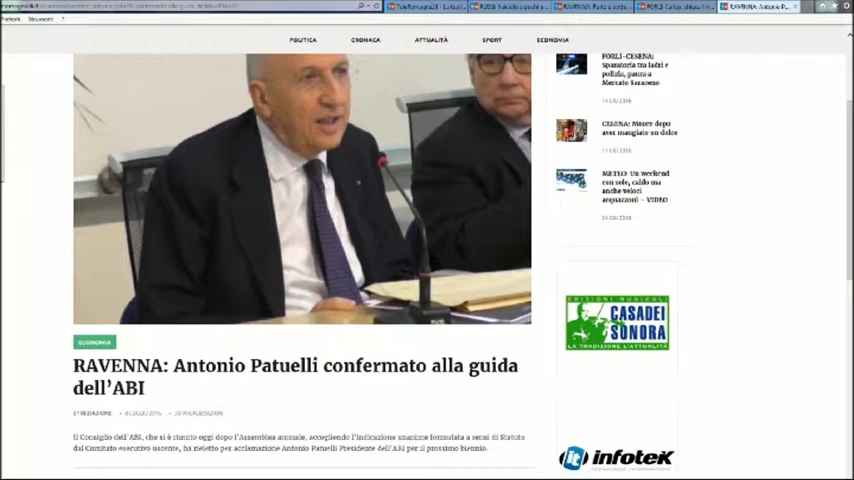 POLITICA CRONACA ATTUALITÀ SPORT ECONOMIA
FORLÌ-CESENA:
Sparatoria tra ladri e
polizia, paura a
Mercato Saraceno
CESENA: Muore dopo
aver mangiato un dolce
METEO: Un weekend
con sole, caldo ma
anche veloci
acquazzoni – VIDEO
EDIZIONI MUSICALI
CASADEI
SONORA
LA TRADIZIONE L'ATTUALITÀ
ECONOMIA
RAVENNA: Antonio Patuelli confermato alla guida
dell'ABI
DI REDAZIONE
Il Consiglio dell'ABI, che si è riunito oggi dopo l'Assemblea annuale, accogliendo l'indicazione unanime formulata a sensi di Statuto
dal Comitato esecutivo uscente, ha rieletto per acclamazione Antonio Patuelli Presidente dell'ABI per il prossimo biennio.
it infotek